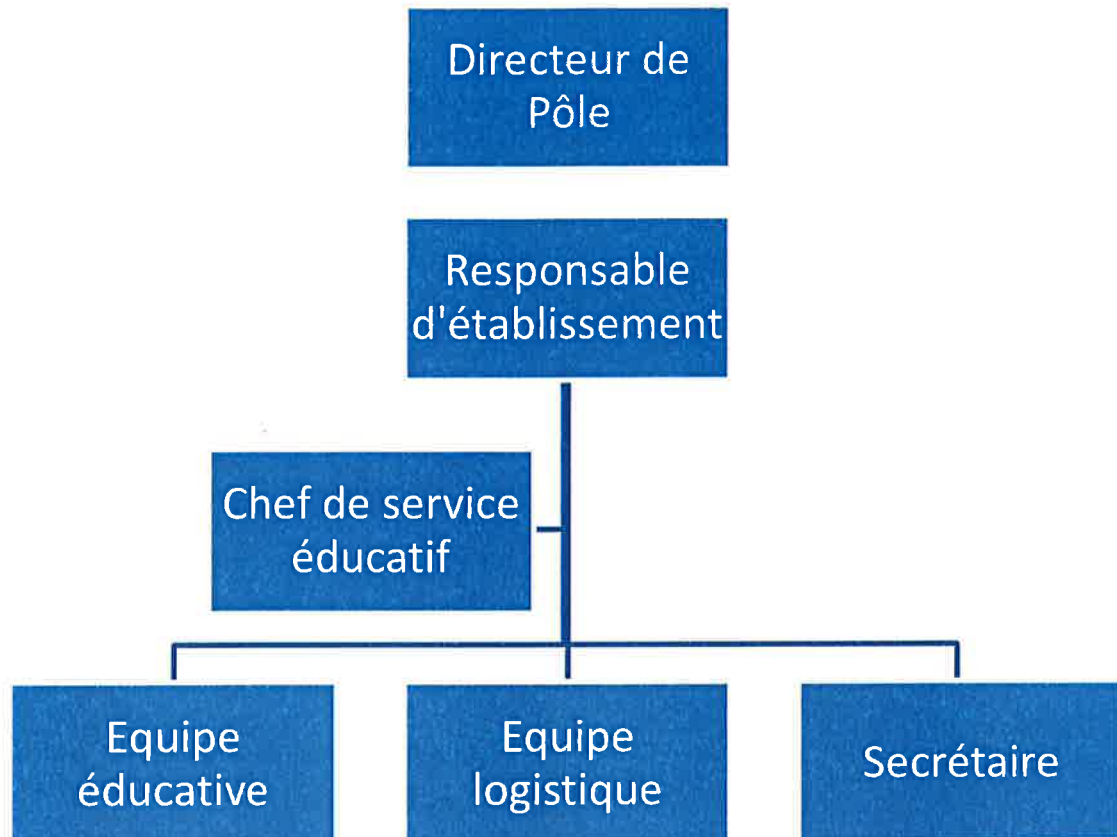 Directeur de
Pôle
Responsable
d'établissement
Chef de service
éducatif
Equipe
éducative
Equipe
logistique
Secrétaire